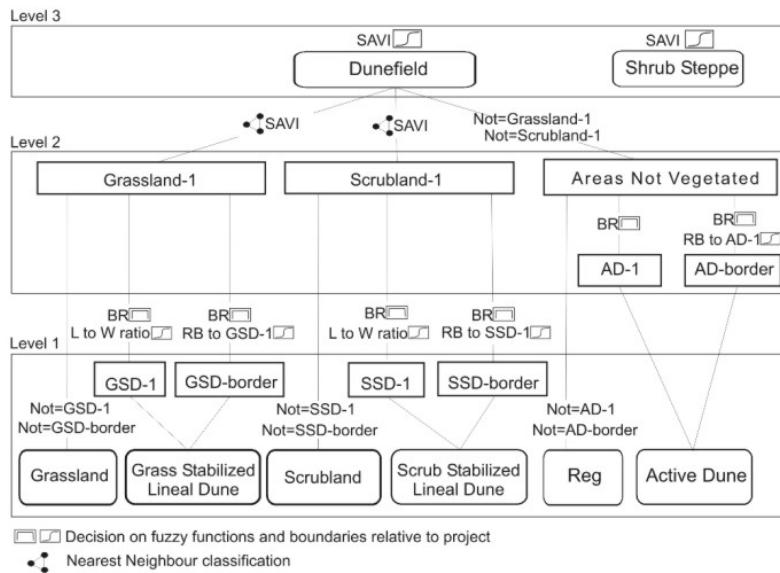 Level 3
SAVI
SAVI
Dunefield
Shrub Steppe
SAVI
SAVI
Not=Grassland-1
Not=Scrubland-1
Level 2
Grassland-1
Scrubland-1
Areas Not Vegetated
BR
BR
RB to AD-1
AD-1
AD-border
BR
BR
BR
BR
L to W ratio
RB to GSD-1
L to W ratio
RB to SSD-1
Level 1
GSD-1
GSD-border
SSD-1
SSD-border
Not=GSD-1
Not=GSD-border
Not=SSD-1
Not=SSD-border
Not=AD-1
Not=AD-border
Grassland
Grass Stabilized
Lineal Dune
Scrubland
Scrub Stabilized
Lineal Dune
Reg
Active Dune
Decision on fuzzy functions and boundaries relative to project
Nearest Neighbour classification